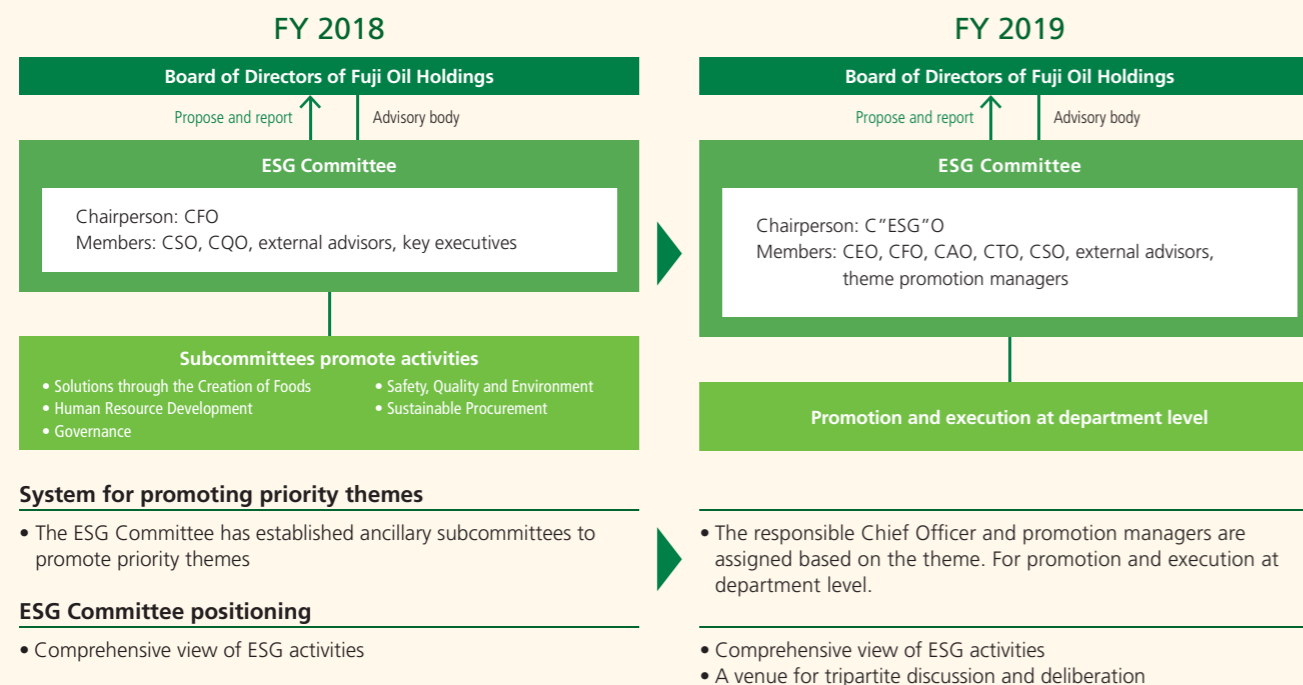 FY 2018
Board of Directors of Fuji Oil Holdings
Propose and report
Advisory body
ESG Committee
Chairperson: CFO
Members: CSO, CQO, external advisors, key executives
Subcommittees promote activities
• Solutions through the Creation of Foods
• Human Resource Development
• Governance
• Safety, Quality and Environment
• Sustainable Procurement
FY 2019
Board of Directors of Fuji Oil Holdings
Propose and report
Advisory body
ESG Committee
Chairperson: C″ESG″O
Members: CEO, CFO, CAO, CTO, CSO, external advisors,
theme promotion managers
Promotion and execution at department level
System for promoting priority themes
• The ESG Committee has established ancillary subcommittees to
promote priority themes
• The responsible Chief Officer and promotion managers are
assigned based on the theme. For promotion and execution at
department level.
ESG Committee positioning
• Comprehensive view of ESG activities
• Comprehensive view of ESG activities
• A venue for tripartite discussion and deliberation